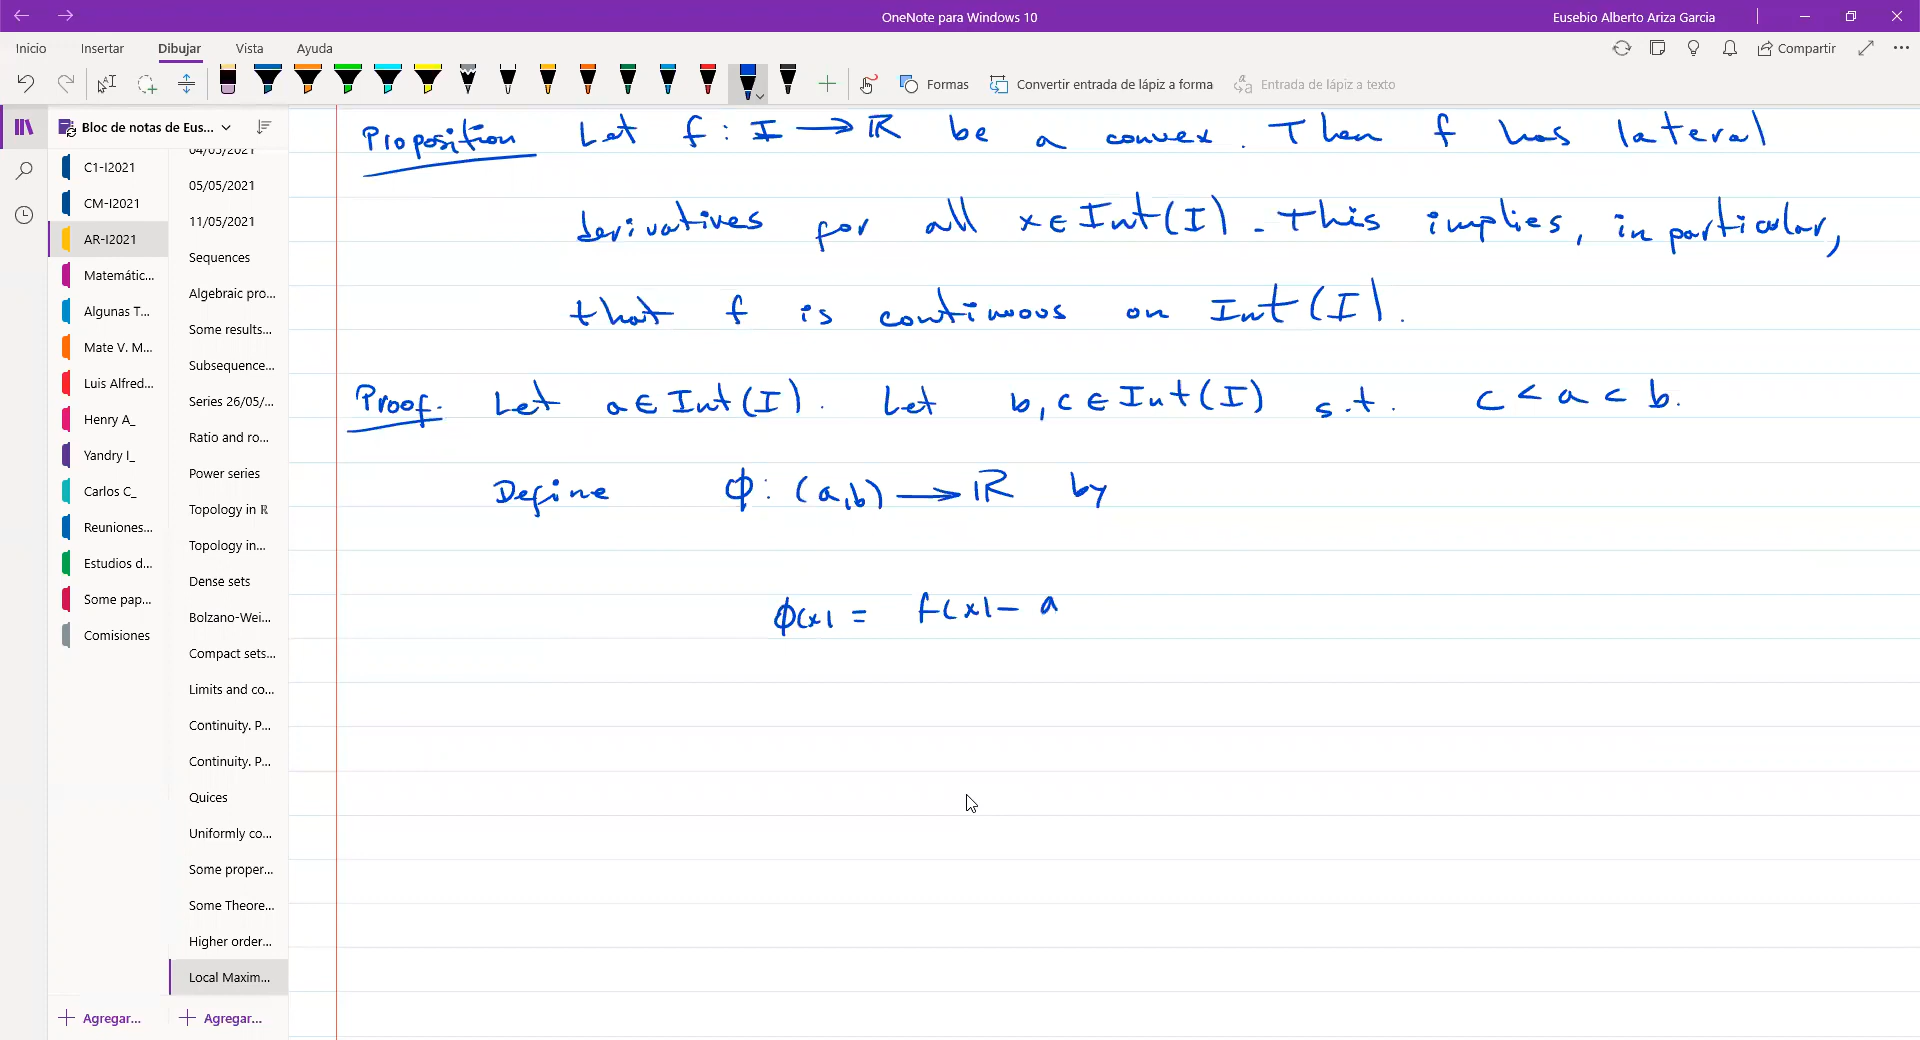 OneNote para Windows 10
Eusebio Alberto Ariza Garcia
Inicio Insertar Dibujar Vista Ayuda
Compartir
Formas Convertir entrada de lápiz a forma Entrada de lápiz a texto
Bloc de notas de Eus...
C1-I2021
CM-I2021
AR-I2021
Matemátic...
Algunas T...
Mate V. M...
Luis Alfred...
Henry A_
Yandry I_
Carlos C_
Reuniones...
Estudios d...
Some pap...
Comisiones
Agregar...
04/05/2021
05/05/2021
11/05/2021
Sequences
Algebraic pro...
Some results...
Subsequence...
Series 26/05/...
Ratio and ro...
Power series
Topology in ℝ
Topology in...
Dense sets
Bolzano-Wei...
Compact sets...
Limits and co...
Continuity. P...
Continuity. P...
Quices
Uniformly co...
Some proper...
Some Theore...
Higher order...
Local Maxim...
Agregar...
Proposition Let f : I → ℝ be a convex. Then f has lateral
derivatives for all x ∈ Int(I). This implies, in particular,
that f is continuous on Int(I).
Proof. Let a ∈ Int(I). Let b, c ∈ Int(I) s.t. c < a < b.
Define ϕ : (a,b) → ℝ by
ϕ(x) = f(x) - a